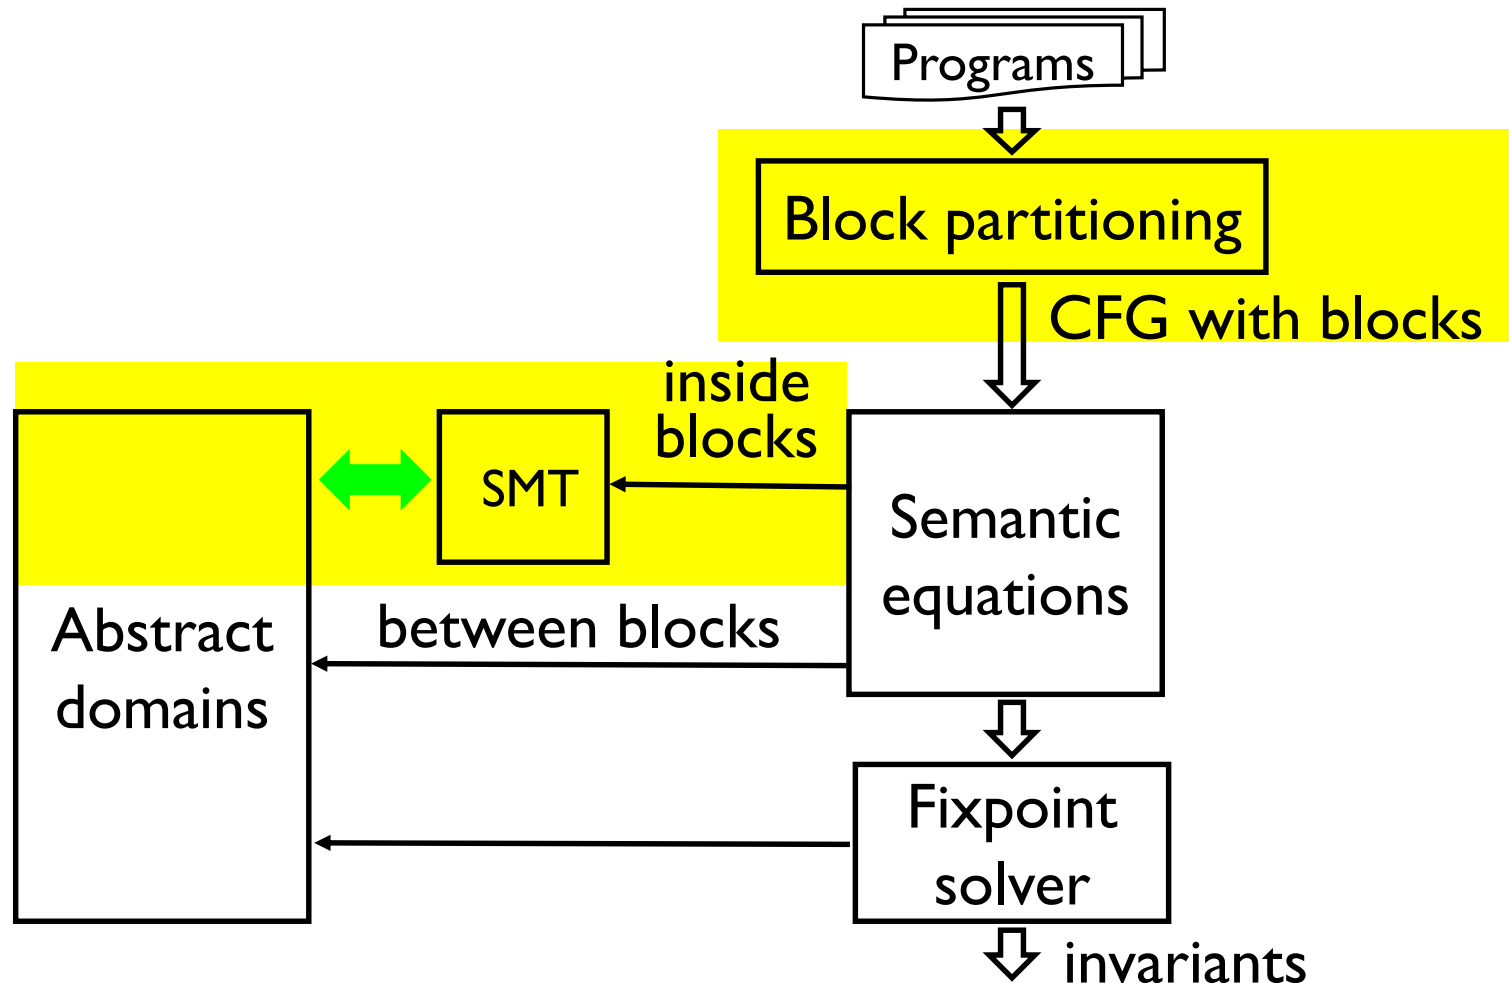 Programs
Block partitioning
CFG with blocks
inside
blocks
SMT
Semantic
equations
between blocks
Abstract
domains
Fixpoint
solver
invariants